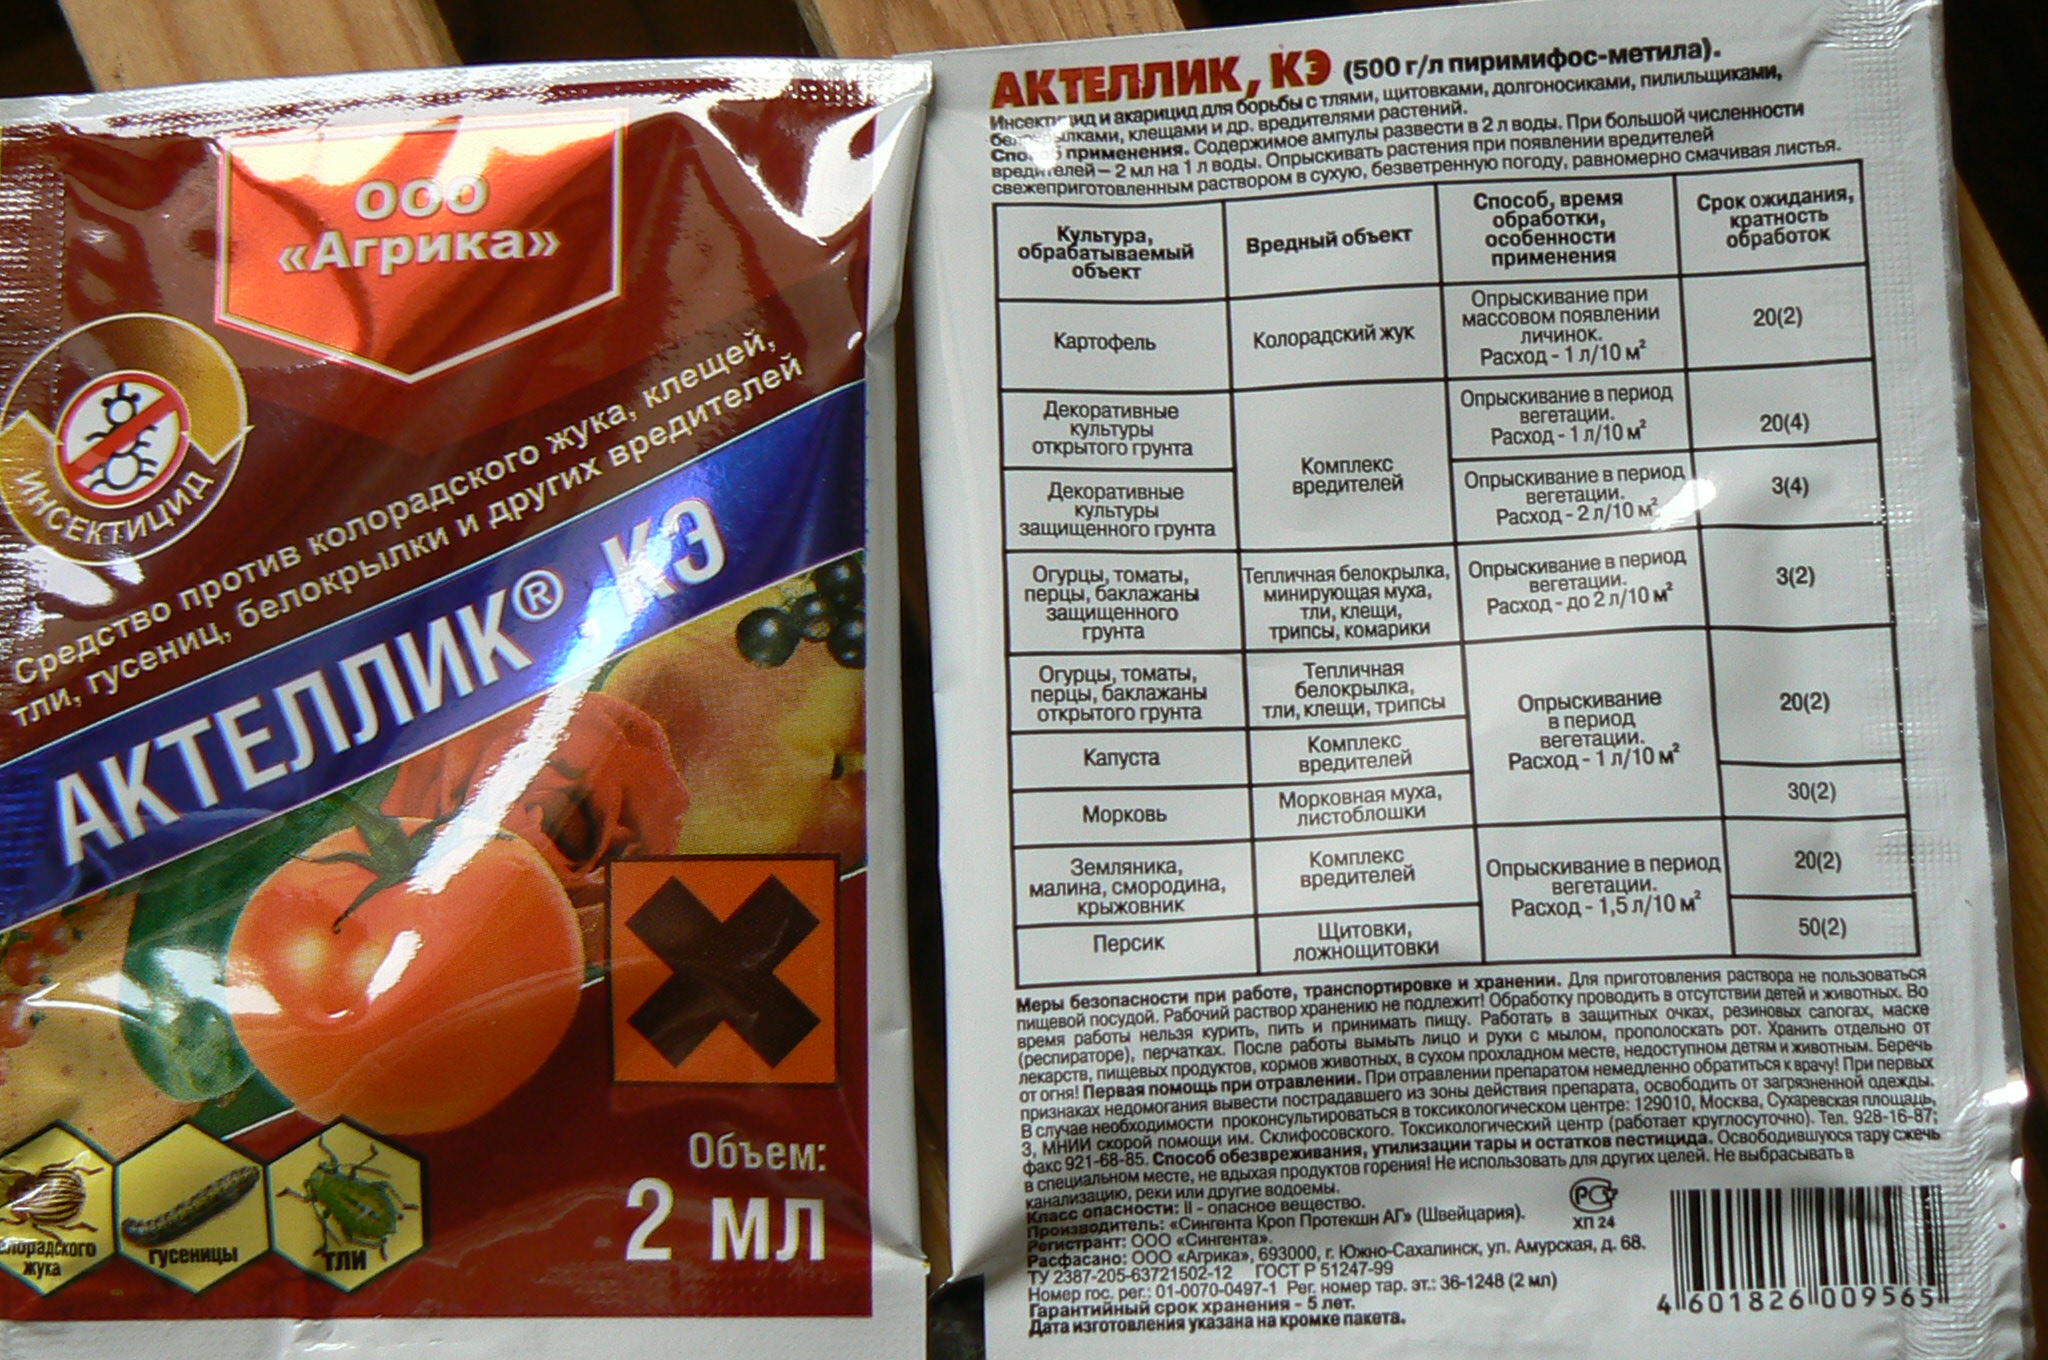 ООО
«Агрика»
ИНСЕКТИЦИД
Средство против колорадского жука, клещей,
тли, гусениц, белокрылки и других вредителей
АКТЕЛЛИК® КЭ
Объем:
2 мл
жука
гусеницы
тли
АКТЕЛЛИК, КЭ (500 г/л пиримифос-метила).
Инсектицид и акарицид для борьбы с тлями, щитовками, долгоносиками, пилильщиками,
белокрылками, клещами и др. вредителями растений.
Способ применения. Содержимое ампулы развести в 2 л воды. При большой численности
вредителей – 2 мл на 1 л воды. Опрыскивать растения при появлении вредителей
свежеприготовленным раствором в сухую, безветренную погоду, равномерно смачивая листья.
Культура,
обрабатываемый
объект
Вредный объект
Способ, время
обработки,
особенности
применения
Срок ожидания,
кратность
обработок
Картофель
Колорадский жук
Опрыскивание при
массовом появлении
личинок.
Расход - 1 л/10 м²
20(2)
Декоративные
культуры
открытого грунта
Комплекс
вредителей
Опрыскивание в период
вегетации.
Расход - 1 л/10 м²
20(4)
Декоративные
культуры
защищенного грунта
Опрыскивание в период
вегетации.
Расход - 2 л/10 м²
3(4)
Огурцы, томаты,
перцы, баклажаны
защищенного
грунта
Тепличная белокрылка,
минирующая муха,
тли, клещи,
трипсы, комарики
Опрыскивание в период
вегетации.
Расход - до 2 л/10 м²
3(2)
Огурцы, томаты,
перцы, баклажаны
открытого грунта
Тепличная
белокрылка,
тли, клещи, трипсы
Опрыскивание
в период
вегетации.
Расход - 1 л/10 м²
20(2)
Капуста
Комплекс
вредителей
Морковь
Морковная муха,
листоблошки
30(2)
Земляника,
малина, смородина,
крыжовник
Комплекс
вредителей
Опрыскивание в период
вегетации.
Расход - 1,5 л/10 м²
20(2)
Персик
Щитовки,
ложнощитовки
50(2)
Меры безопасности при работе, транспортировке и хранении. Для приготовления раствора не пользоваться
пищевой посудой. Рабочий раствор хранению не подлежит! Обработку проводить в отсутствии детей и животных. Во
время работы нельзя курить, пить и принимать пищу. Работать в защитных очках, резиновых сапогах, маске
(респираторе), перчатках. После работы вымыть лицо и руки с мылом, прополоскать рот. Хранить отдельно от
лекарств, пищевых продуктов, кормов животных, в сухом прохладном месте, недоступном детям и животным. Беречь
от огня! Первая помощь при отравлении. При отравлении препаратом немедленно обратиться к врачу! При первых
признаках недомогания вывести пострадавшего из зоны действия препарата, освободить от загрязненной одежды.
В случае необходимости проконсультироваться в токсикологическом центре: 129010, Москва, Сухаревская площадь,
3, МНИИ скорой помощи им. Склифосовского. Токсикологический центр (работает круглосуточно). Тел. 928-16-87;
факс 921-68-85. Способ обезвреживания, утилизации тары и остатков пестицида. Освободившуюся тару сжечь
в специальном месте, не вдыхая продуктов горения! Не использовать для других целей. Не выбрасывать в
канализацию, реки или другие водоемы.
Класс опасности: II - опасное вещество.
Производитель: «Сингента Кроп Протекшн АГ» (Швейцария).
Регистрант: ООО «Сингента».
Расфасовано: ООО «Агрика», 693000, г. Южно-Сахалинск, ул. Амурская, д. 68.
ТУ 2387-205-63721502-12 ГОСТ Р 51247-99
Номер гос. рег.: 01-0070-0497-1 Рег. номер тар. эт.: 36-1248 (2 мл)
Гарантийный срок хранения - 5 лет.
Дата изготовления указана на кромке пакета.
РСТ
ХП 24
4 601826 009565